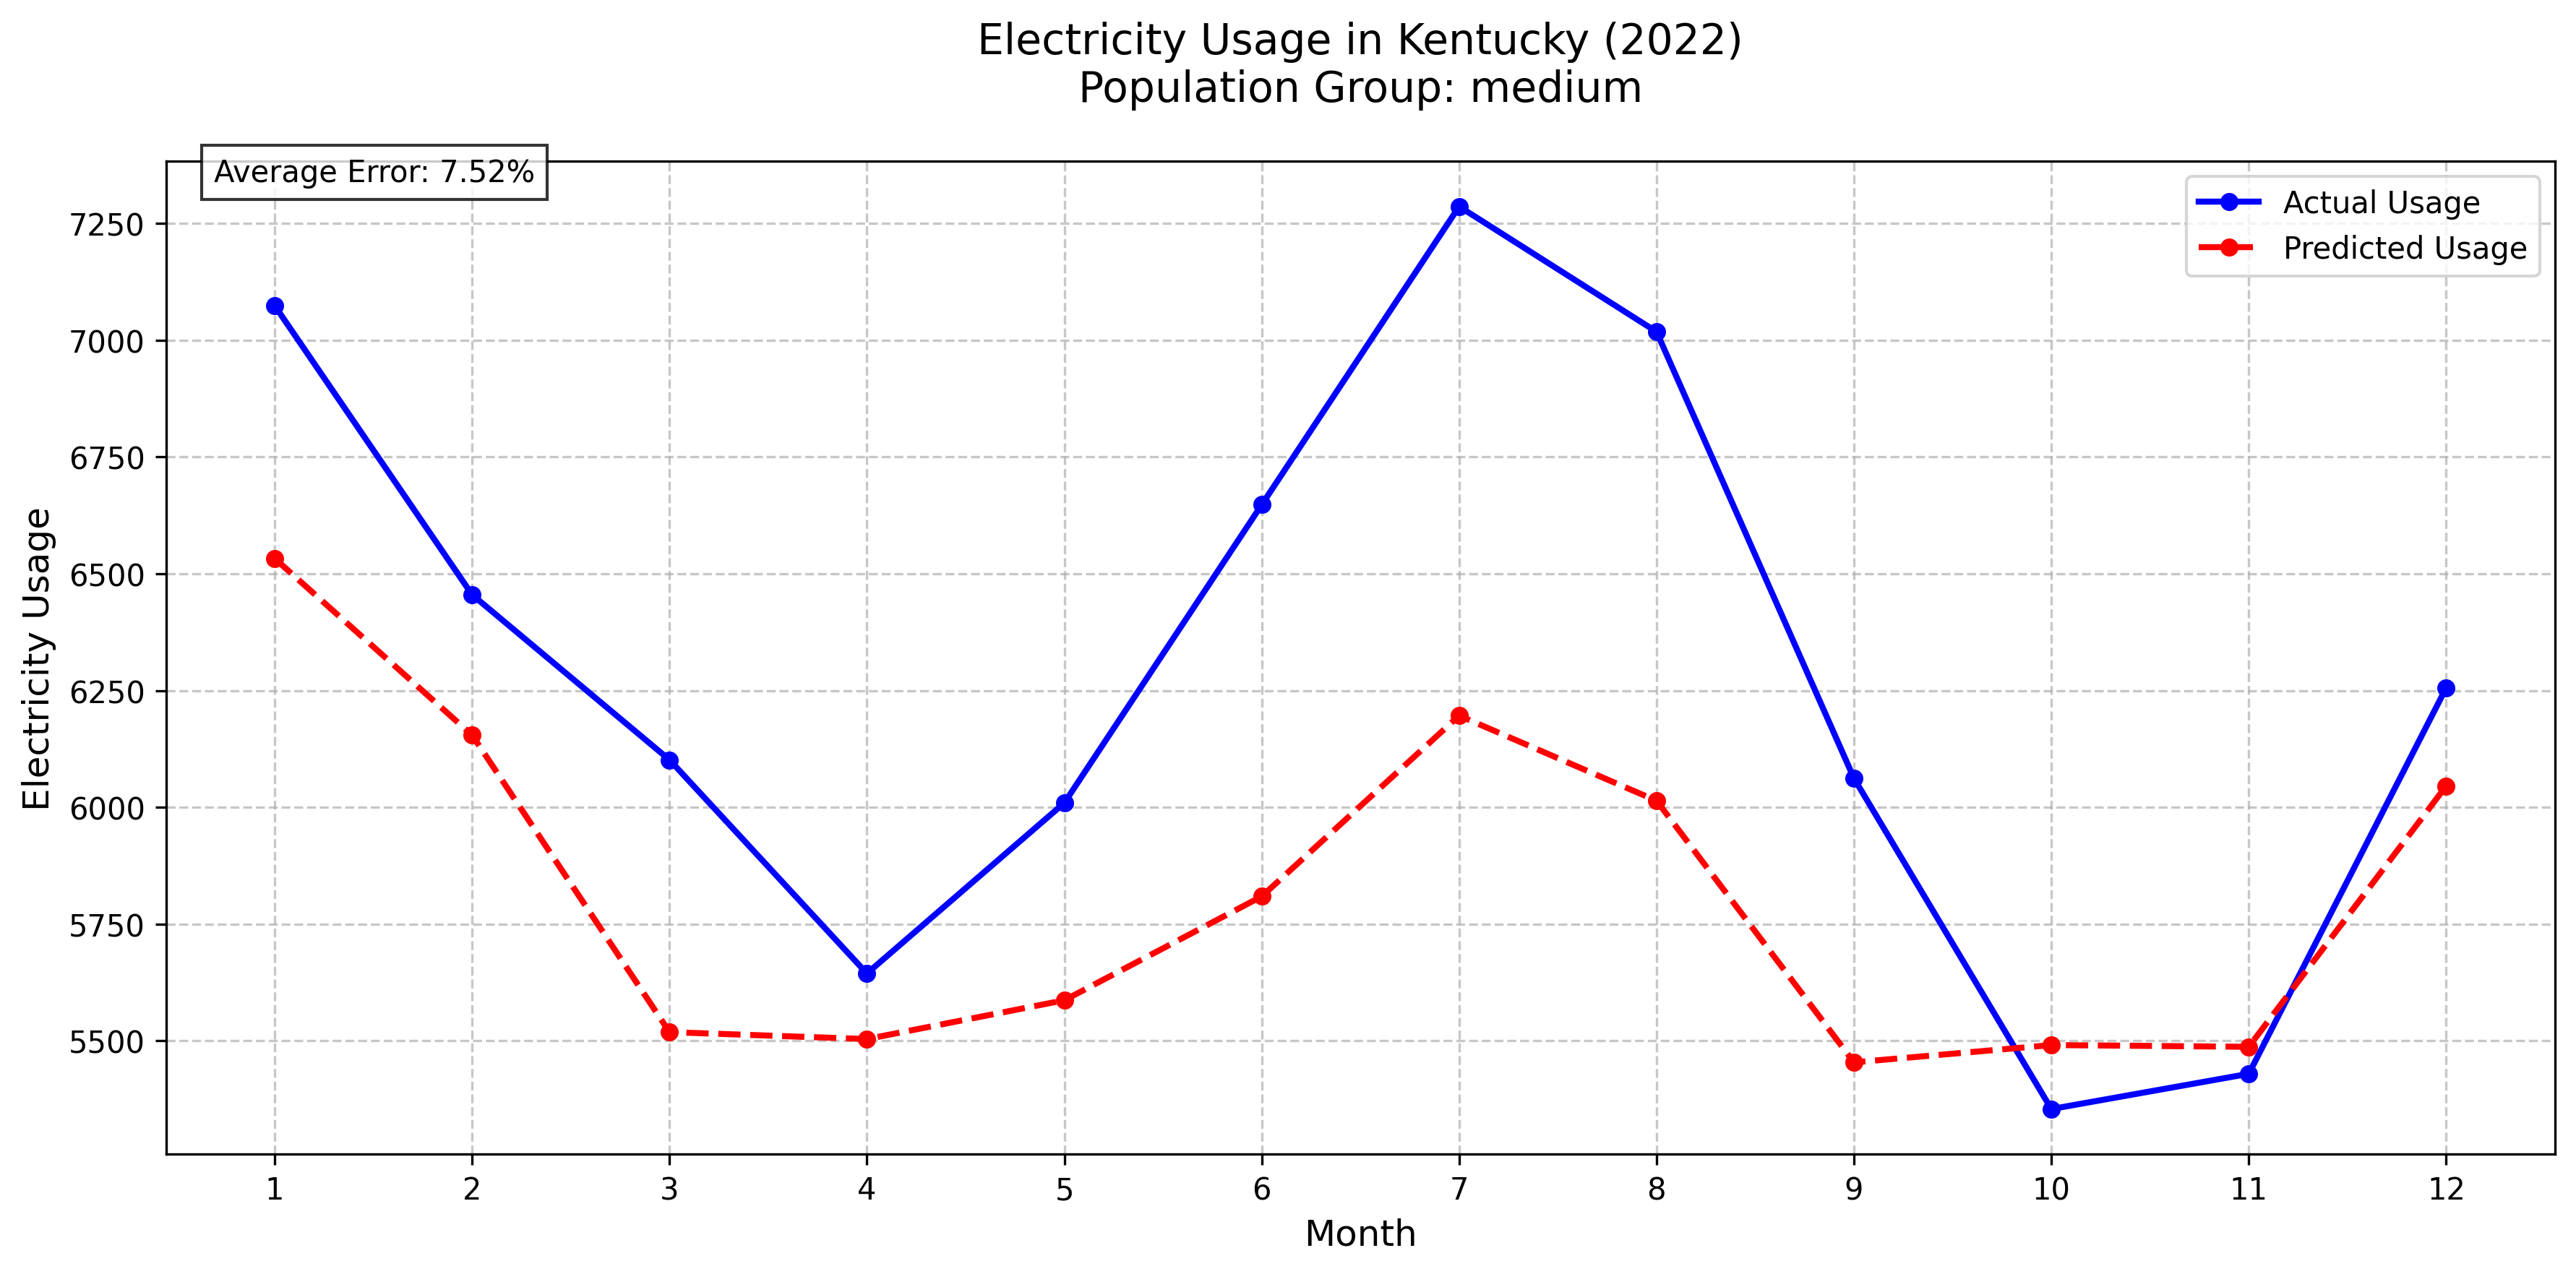 Electricity Usage in Kentucky (2022)
Population Group: medium
Average Error: 7.52%
Actual Usage
Predicted Usage
7250
7000
6750
6500
6250
6000
5750
5500
Electricity Usage
1 2 3 4 5 6 7 8 9 10 11 12
Month